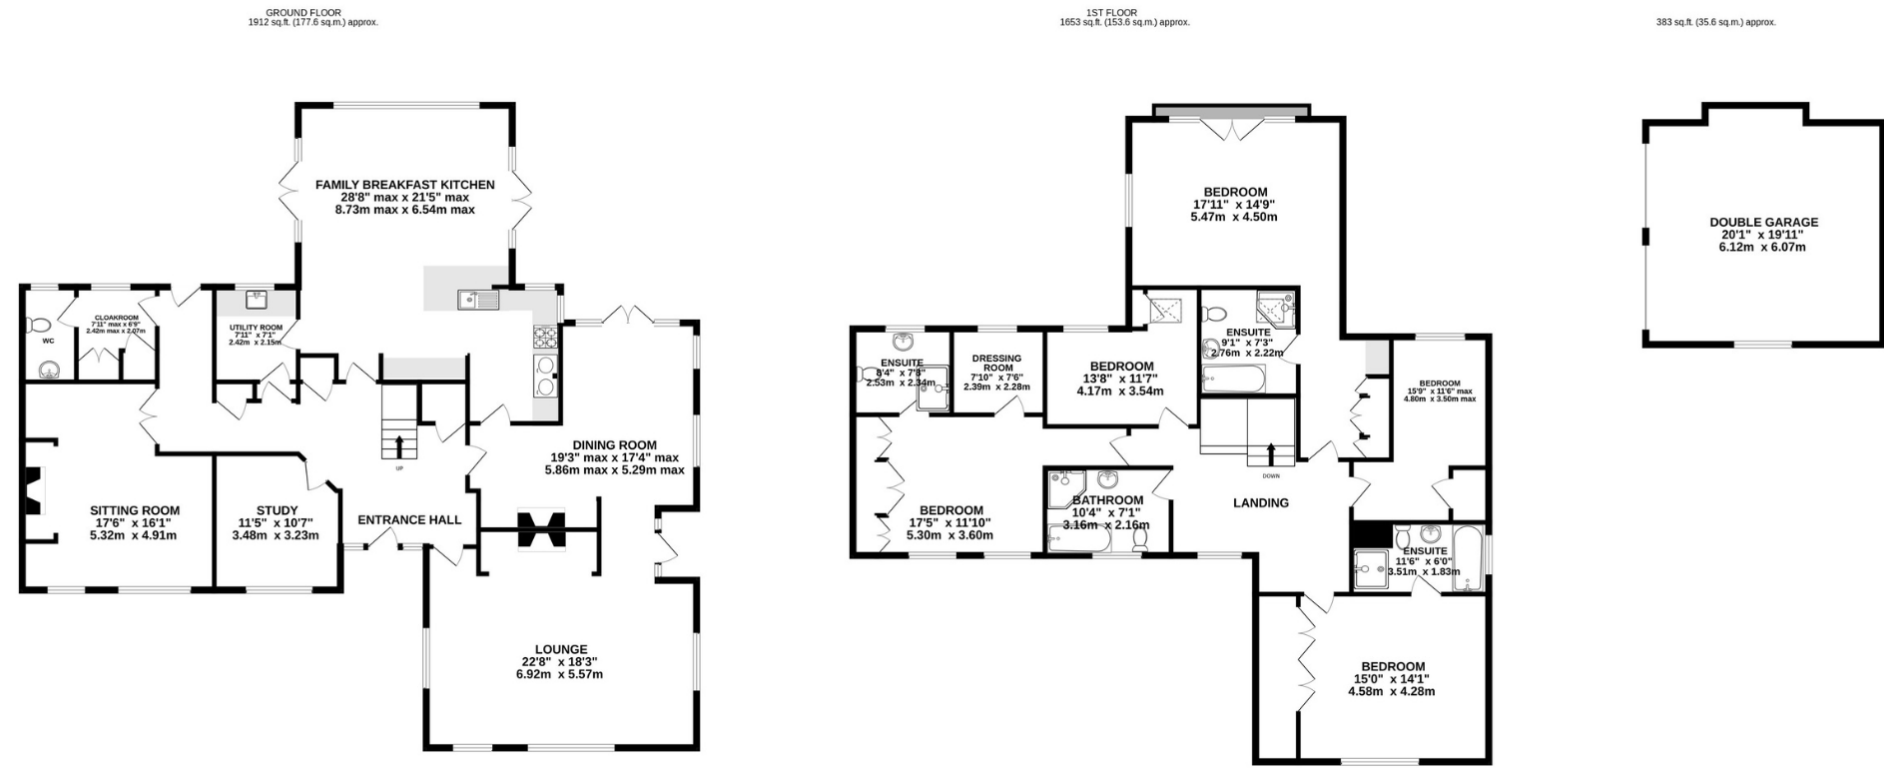 GROUND FLOOR
1912 sq.ft. (177.6 sq.m.) approx.
FAMILY BREAKFAST KITCHEN
28'8" max x 21'5" max
8.73m max x 6.54m max
CLOAKROOM
7'11" max x 6'9"
2.42m max x 2.07m
WC
UTILITY ROOM
7'11" x 7'1"
2.42m x 2.15m
DINING ROOM
19'3" max x 17'4" max
5.86m max x 5.29m max
UP
SITTING ROOM
17'6" x 16'1"
5.32m x 4.91m
STUDY
11'5" x 10'7"
3.48m x 3.23m
ENTRANCE HALL
LOUNGE
22'8" x 18'3"
6.92m x 5.57m
1ST FLOOR
1653 sq.ft. (153.6 sq.m.) approx.
BEDROOM
17'11" x 14'9"
5.47m x 4.50m
ENSUITE
9'1" x 7'3"
2.76m x 2.22m
ENSUITE
8'4" x 7'8"
2.53m x 2.34m
DRESSING
ROOM
7'10" x 7'6"
2.39m x 2.28m
BEDROOM
13'8" x 11'7"
4.17m x 3.54m
BEDROOM
15'9" x 11'6" max
4.80m x 3.50m max
DOWN
BEDROOM
17'5" x 11'10"
5.30m x 3.60m
BATHROOM
10'4" x 7'1"
3.16m x 2.16m
LANDING
ENSUITE
11'6" x 6'0"
3.51m x 1.83m
BEDROOM
15'0" x 14'1"
4.58m x 4.28m
383 sq.ft. (35.6 sq.m.) approx.
DOUBLE GARAGE
20'1" x 19'11"
6.12m x 6.07m